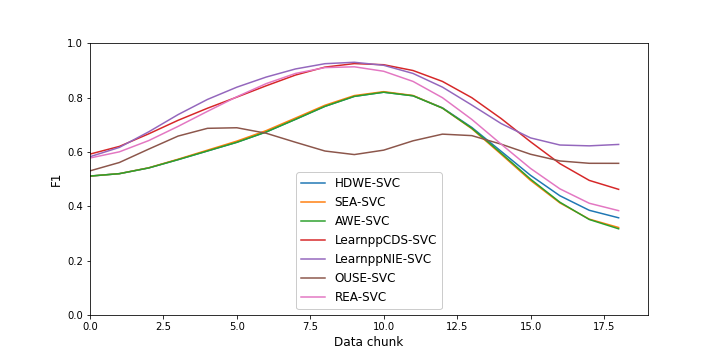 1.0
0.8
0.6
0.4
0.2
0.0
F1
HDWE-SVC
SEA-SVC
AWE-SVC
LearnppCDS-SVC
LearnppNIE-SVC
OUSE-SVC
REA-SVC
0.0 2.5 5.0 7.5 10.0 12.5 15.0 17.5
Data chunk